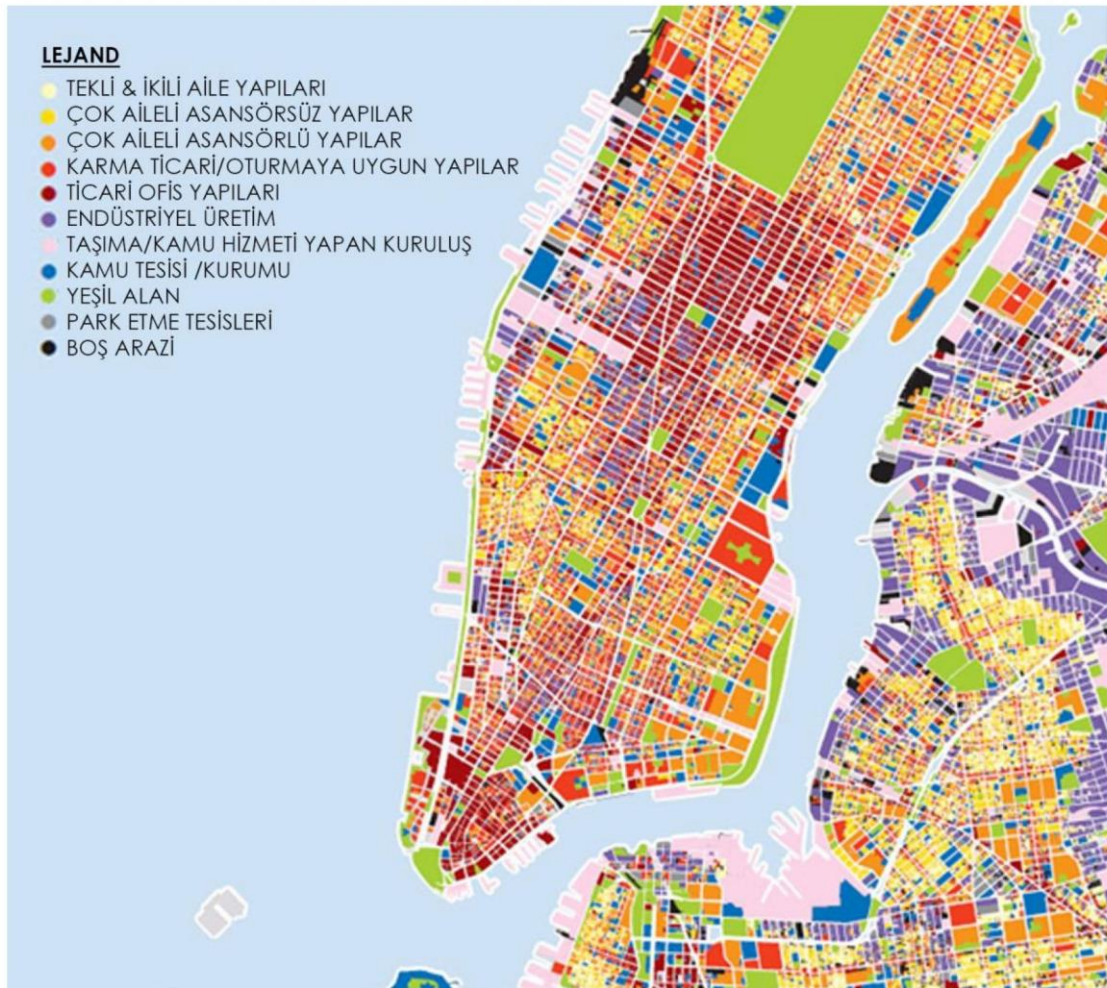 LEJAND
TEKLİ & İKİLİ AİLE YAPILARI
ÇOK AİLELİ ASANSÖRSÜZ YAPILAR
ÇOK AİLELİ ASANSÖRLÜ YAPILAR
KARMA TİCARİ/OTURMAYA UYGUN YAPILAR
TİCARİ OFİS YAPILARI
ENDÜSTRİYEL ÜRETİM
TAŞIMA/KAMU HİZMETİ YAPAN KURULUŞ
KAMU TESİSİ /KURUMU
YEŞİL ALAN
PARK ETME TESİSLERİ
BOŞ ARAZİ